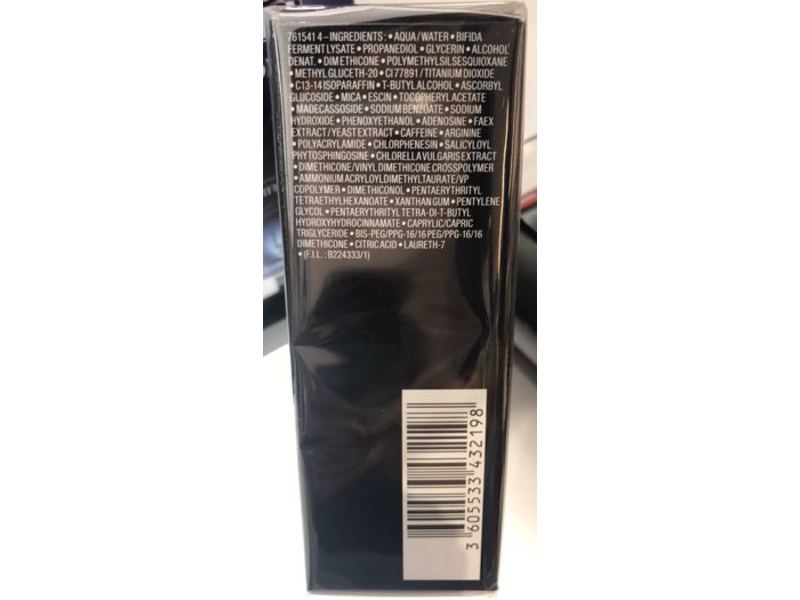 761541 4 – INGREDIENTS : • AQUA / WATER • BIFIDA
FERMENT LYSATE • PROPANEDIOL • GLYCERIN • ALCOHOL
DENAT. • DIMETHICONE • POLYMETHYLSILSESQUIOXANE
• METHYL GLUCETH-20 • CI 77891 / TITANIUM DIOXIDE
• C13-14 ISOPARAFFIN • T-BUTYL ALCOHOL • ASCORBYL
GLUCOSIDE • MICA • ESCIN • TOCOPHERYL ACETATE
• MADECASSOSIDE • SODIUM BENZOATE • SODIUM
HYDROXIDE • PHENOXYETHANOL • ADENOSINE • FAEX
EXTRACT / YEAST EXTRACT • CAFFEINE • ARGININE
• POLYACRYLAMIDE • CHLORPHENESIN • SALICYLOYL
PHYTOSPHINGOSINE • CHLORELLA VULGARIS EXTRACT
• DIMETHICONE / VINYL DIMETHICONE CROSSPOLYMER
• AMMONIUM ACRYLOYLDIMETHYLTAURATE / VP
COPOLYMER • DIMETHICONOL • PENTAERYTHRITYL
TETRAETHYLHEXANOATE • XANTHAN GUM • PENTYLENE
GLYCOL • PENTAERYTHRITYL TETRA-DI-T-BUTYL
HYDROXYHYDROCINNAMATE • CAPRYLIC / CAPRIC
TRIGLYCERIDE • BIS-PEG/PPG-16/16 PEG/PPG-16/16
DIMETHICONE • CITRIC ACID • LAURETH-7
• (F.I.L. : B224333/1)
3 605533 432198